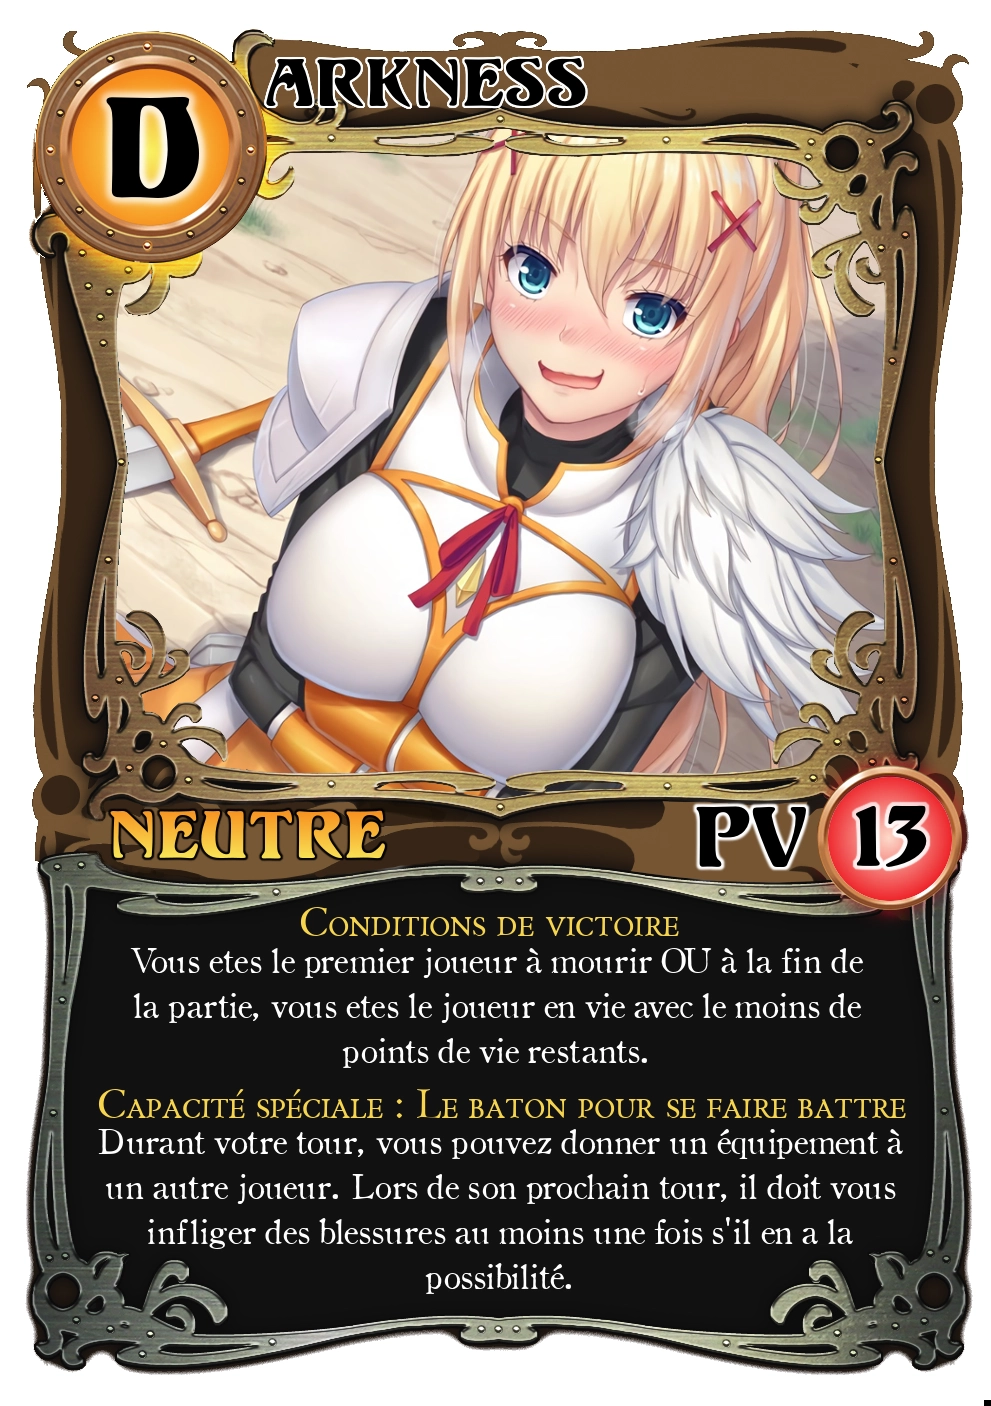 DARKNESS
NEUTRE
PV 13
Conditions de victoire
Vous etes le premier joueur à mourir OU à la fin de
la partie, vous etes le joueur en vie avec le moins de
points de vie restants.
Capacité spéciale : Le baton pour se faire battre
Durant votre tour, vous pouvez donner un équipement à
un autre joueur. Lors de son prochain tour, il doit vous
infliger des blessures au moins une fois s'il en a la
possibilité.